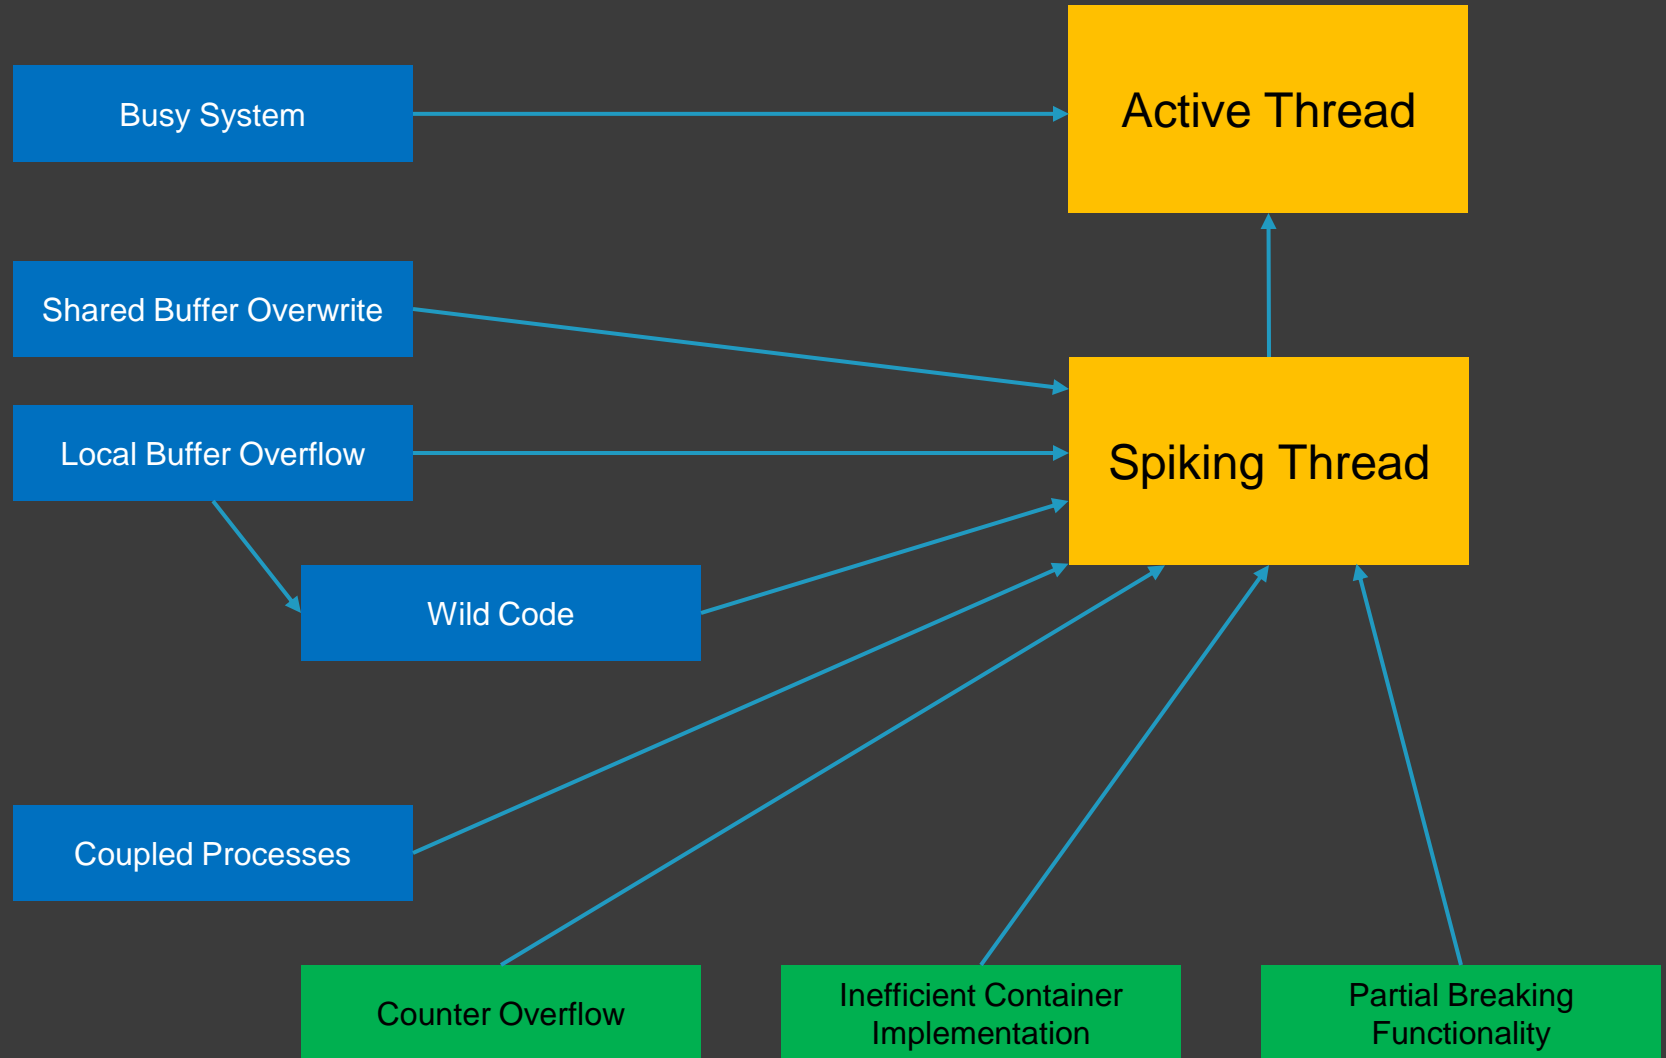 Active Thread
Busy System
Shared Buffer Overwrite
Local Buffer Overflow
Spiking Thread
Wild Code
Coupled Processes
Counter Overflow
Inefficient Container
Implementation
Partial Breaking
Functionality